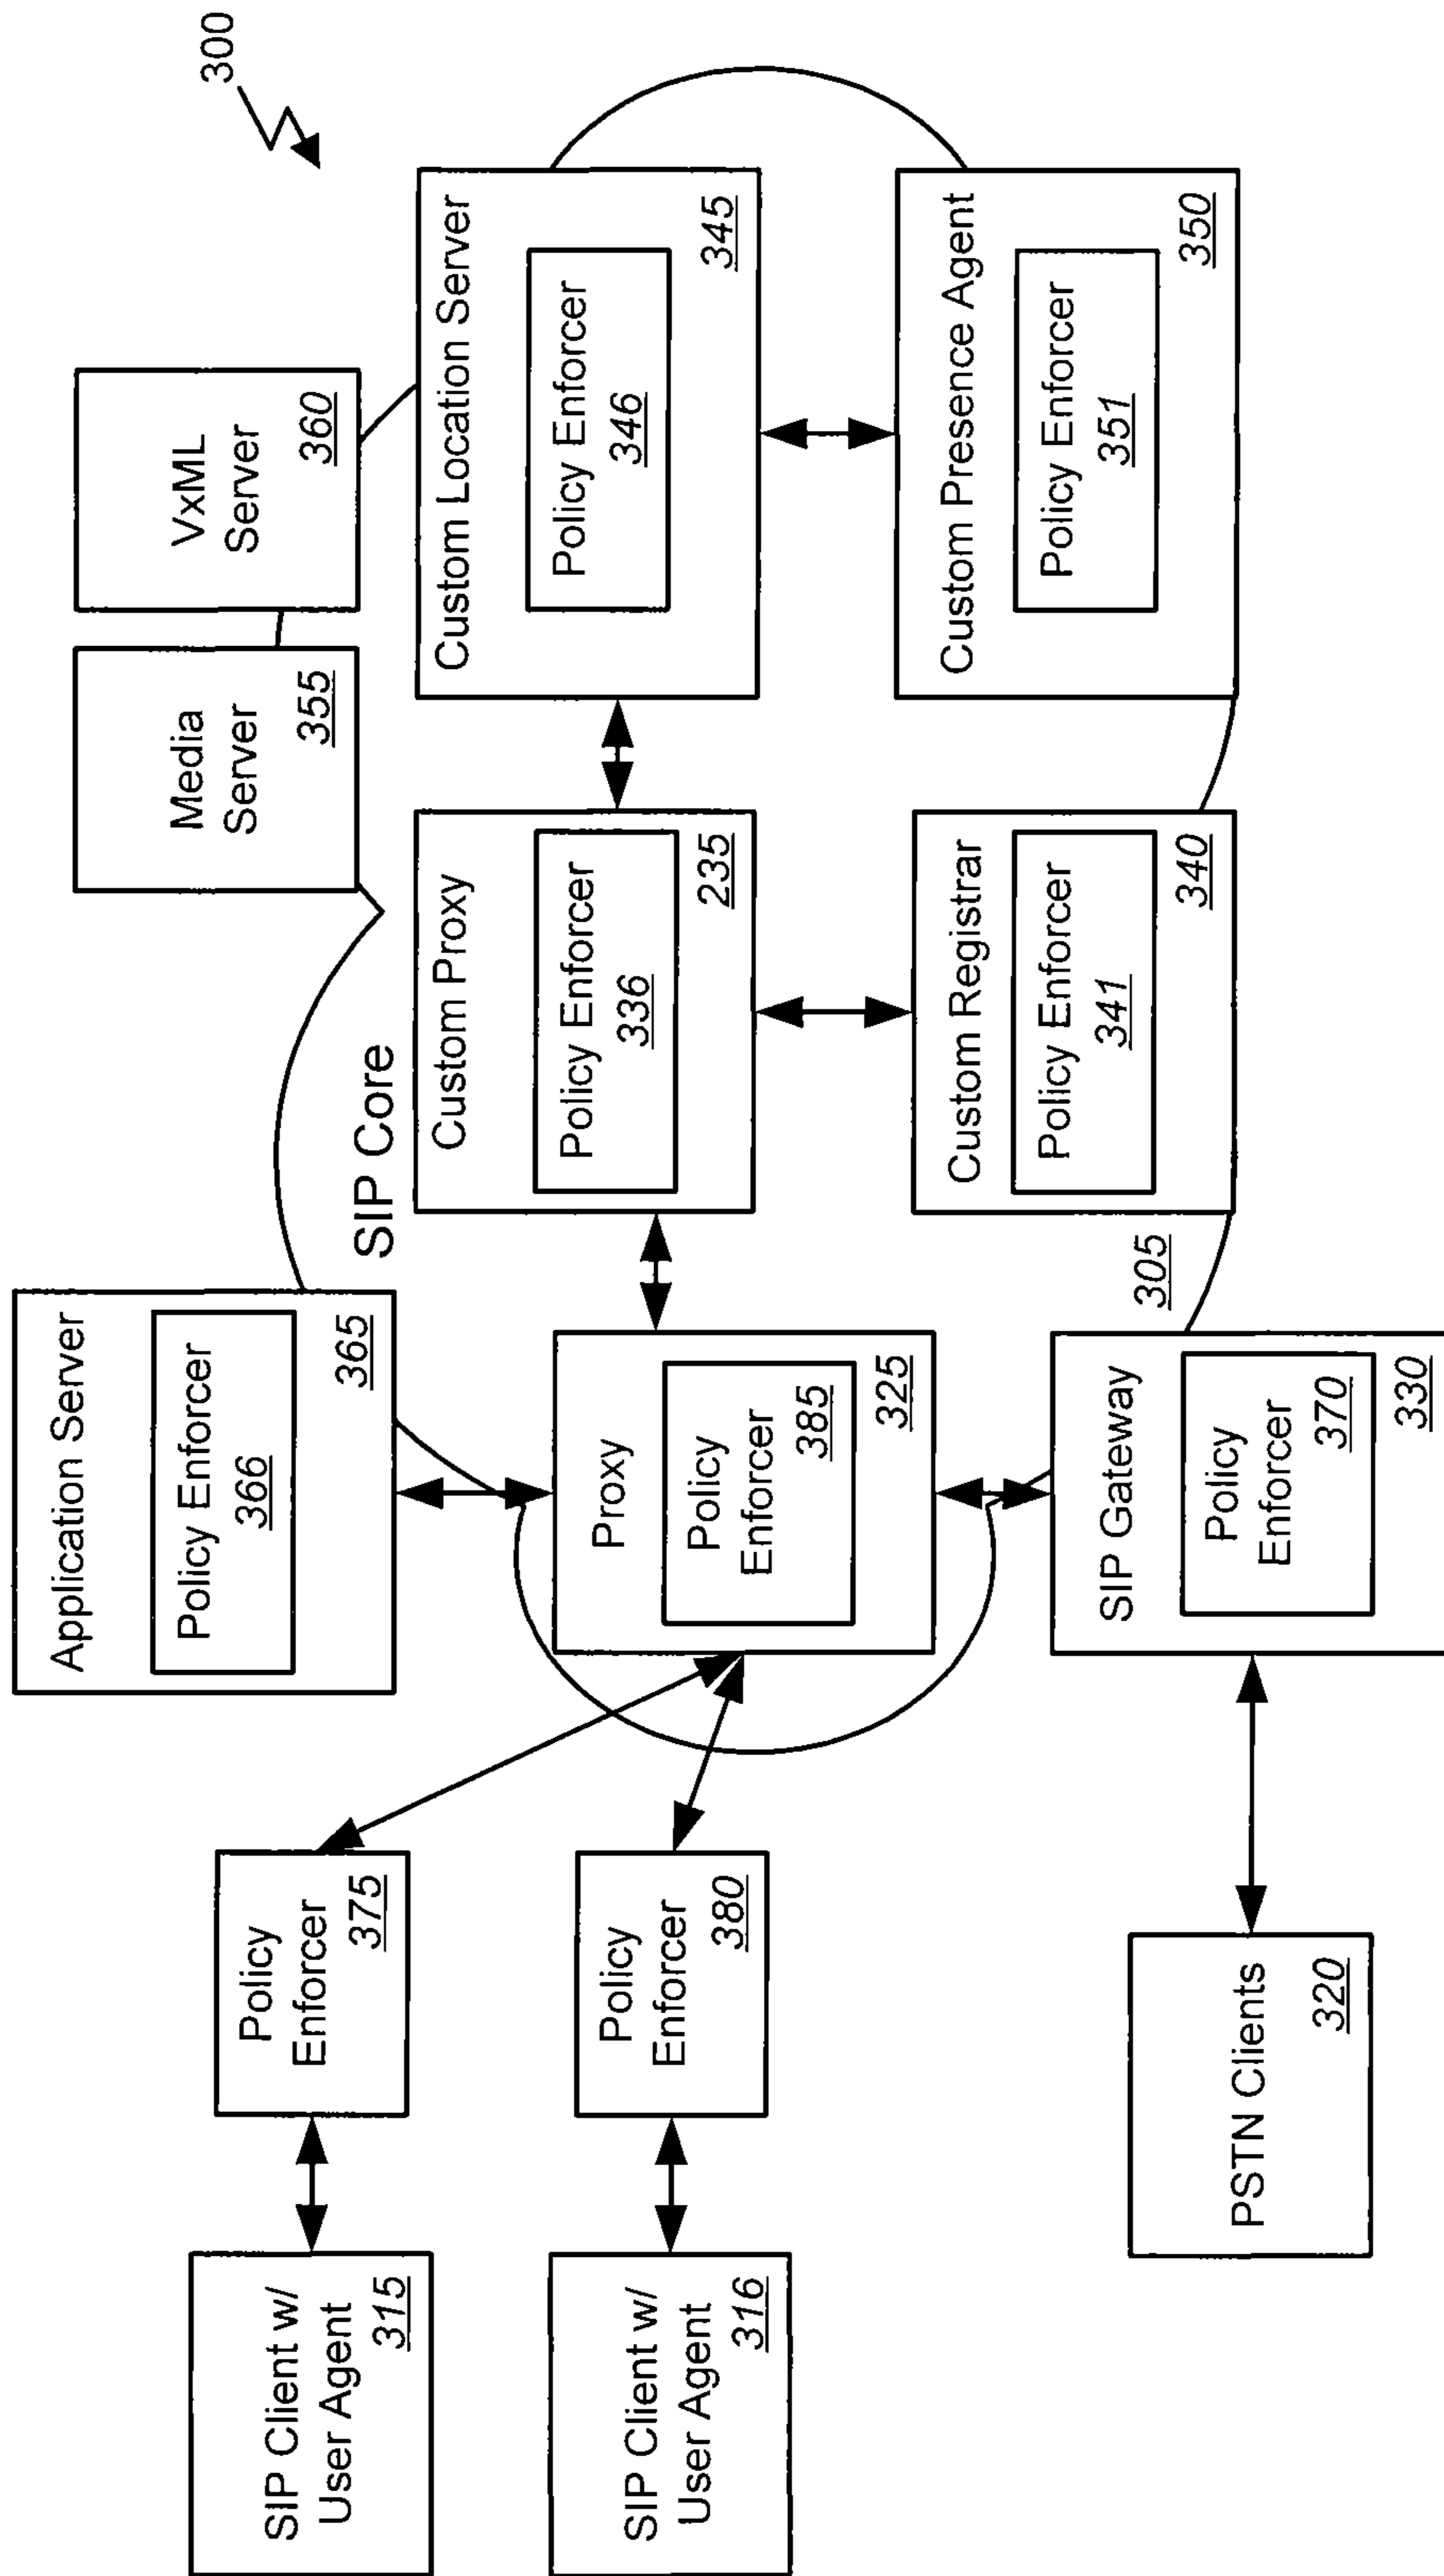 300
Application Server
Policy Enforcer
366
365
Media
Server
355
VxML
Server
360
SIP Core
SIP Client w/
User Agent
315
Policy
Enforcer
375
SIP Client w/
User Agent
316
Policy
Enforcer
380
Proxy
Policy
Enforcer
385
325
Custom Proxy
Policy Enforcer
336
235
Custom Location Server
Policy Enforcer
346
345
PSTN Clients
320
SIP Gateway
Policy
Enforcer
370
330
305
Custom Registrar
Policy Enforcer
341
340
Custom Presence Agent
Policy Enforcer
351
350